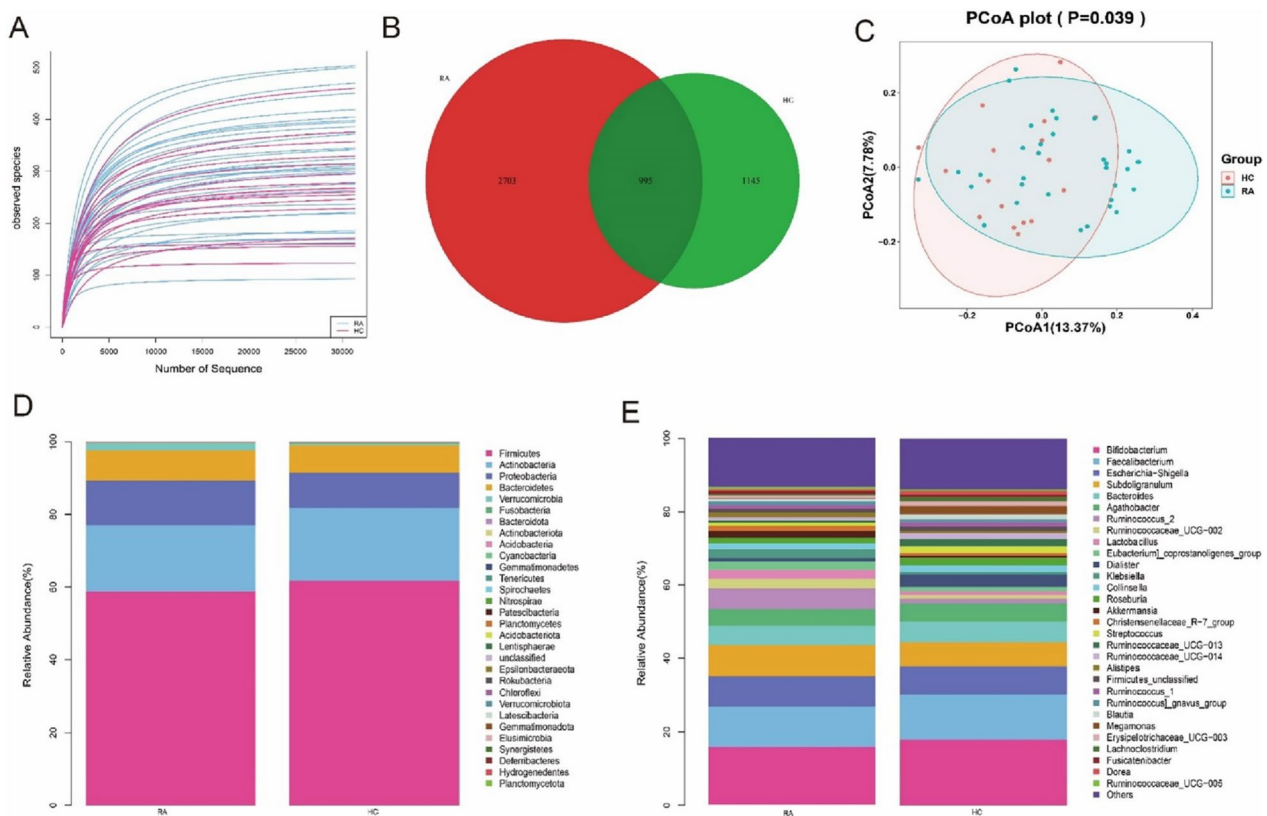 A
500
400
300
200
100
0
observed species
0 5000 10000 15000 20000 25000 30000
Number of Sequence
RA
HC
B
RA
HC
2703 995 1145
C
PCoA plot ( P=0.039 )
0.2
0.0
−0.2
PCoA2(7.78%)
−0.2 0.0 0.2 0.4
PCoA1(13.37%)
Group
HC
RA
D
100
80
60
40
20
0
Relative Abundance(%)
RA HC
Firmicutes
Actinobacteria
Proteobacteria
Bacteroidetes
Verrucomicrobia
Fusobacteria
Bacteroidota
Actinobacteriota
Acidobacteria
Cyanobacteria
Gemmatimonadetes
Tenericutes
Spirochaetes
Nitrospirae
Patescibacteria
Planctomycetes
Acidobacteriota
Lentisphaerae
unclassified
Epsilonbacteraeota
Rokubacteria
Chloroflexi
Verrucomicrobiota
Latescibacteria
Gemmatimonadota
Elusimicrobia
Synergistetes
Deferribacteres
Hydrogenedentes
Planctomycetota
E
100
80
60
40
20
0
Relative Abundance(%)
RA HC
Bifidobacterium
Faecalibacterium
Escherichia−Shigella
Subdoligranulum
Bacteroides
Agathobacter
Ruminococcus_2
Ruminococcaceae_UCG−002
Lactobacillus
Eubacterium]_coprostanoligenes_group
Dialister
Klebsiella
Collinsella
Roseburia
Akkermansia
Christensenellaceae_R−7_group
Streptococcus
Ruminococcaceae_UCG−013
Ruminococcaceae_UCG−014
Alistipes
Firmicutes_unclassified
Ruminococcus_1
Ruminococcus]_gnavus_group
Blautia
Megamonas
Erysipelotrichaceae_UCG−003
Lachnoclostridium
Fusicatenibacter
Dorea
Ruminococcaceae_UCG−005
Others